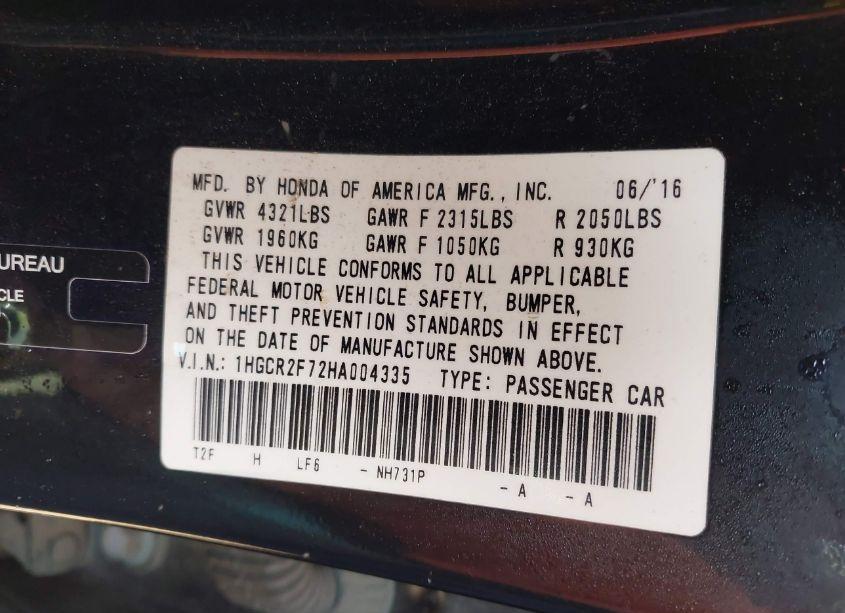 MFD. BY HONDA OF AMERICA MFG., INC. 06/'16
GVWR 4321LBS GAWR F 2315LBS R 2050LBS
GVWR 1960KG GAWR F 1050KG R 930KG
THIS VEHICLE CONFORMS TO ALL APPLICABLE
FEDERAL MOTOR VEHICLE SAFETY, BUMPER,
AND THEFT PREVENTION STANDARDS IN EFFECT
ON THE DATE OF MANUFACTURE SHOWN ABOVE.
V.I.N.: 1HGCR2F72HA004335 TYPE: PASSENGER CAR
T2F H LF6 - NH731P - A - A
UREAU
CLE